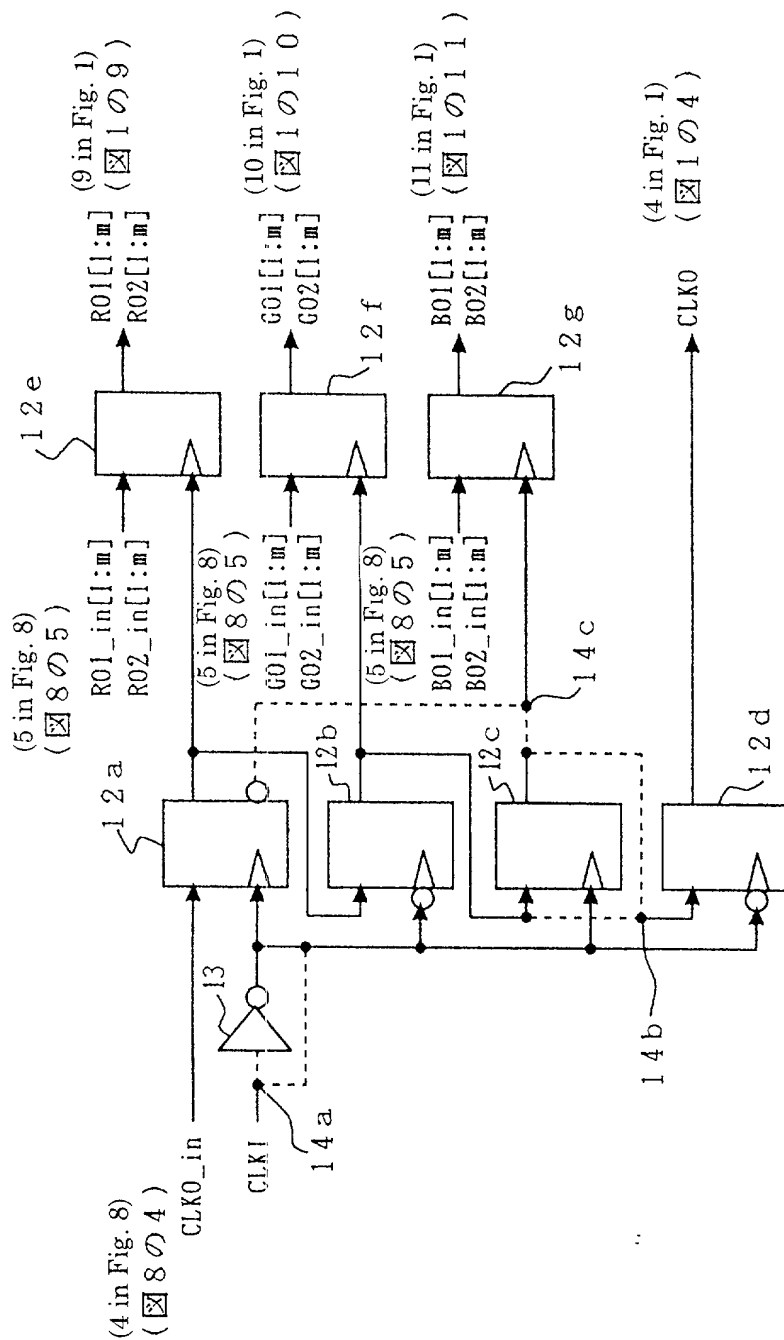 (4 in Fig. 8)
(図8の4)
CLKO_in
CLKI
14a
13
(5 in Fig. 8)
(図8の5)
12a
12b
12c
12d
14b
14c
RO1_in[1:m]
RO2_in[1:m]
(5 in Fig. 8)
(図8の5)
GO1_in[1:m]
GO2_in[1:m]
(5 in Fig. 8)
(図8の5)
BO1_in[1:m]
BO2_in[1:m]
12e
12f
12g
RO1[1:m]
RO2[1:m]
(9 in Fig. 1)
(図1の9)
GO1[1:m]
GO2[1:m]
(10 in Fig. 1)
(図1の10)
BO1[1:m]
BO2[1:m]
(11 in Fig. 1)
(図1の11)
CLKO
(4 in Fig. 1)
(図1の4)